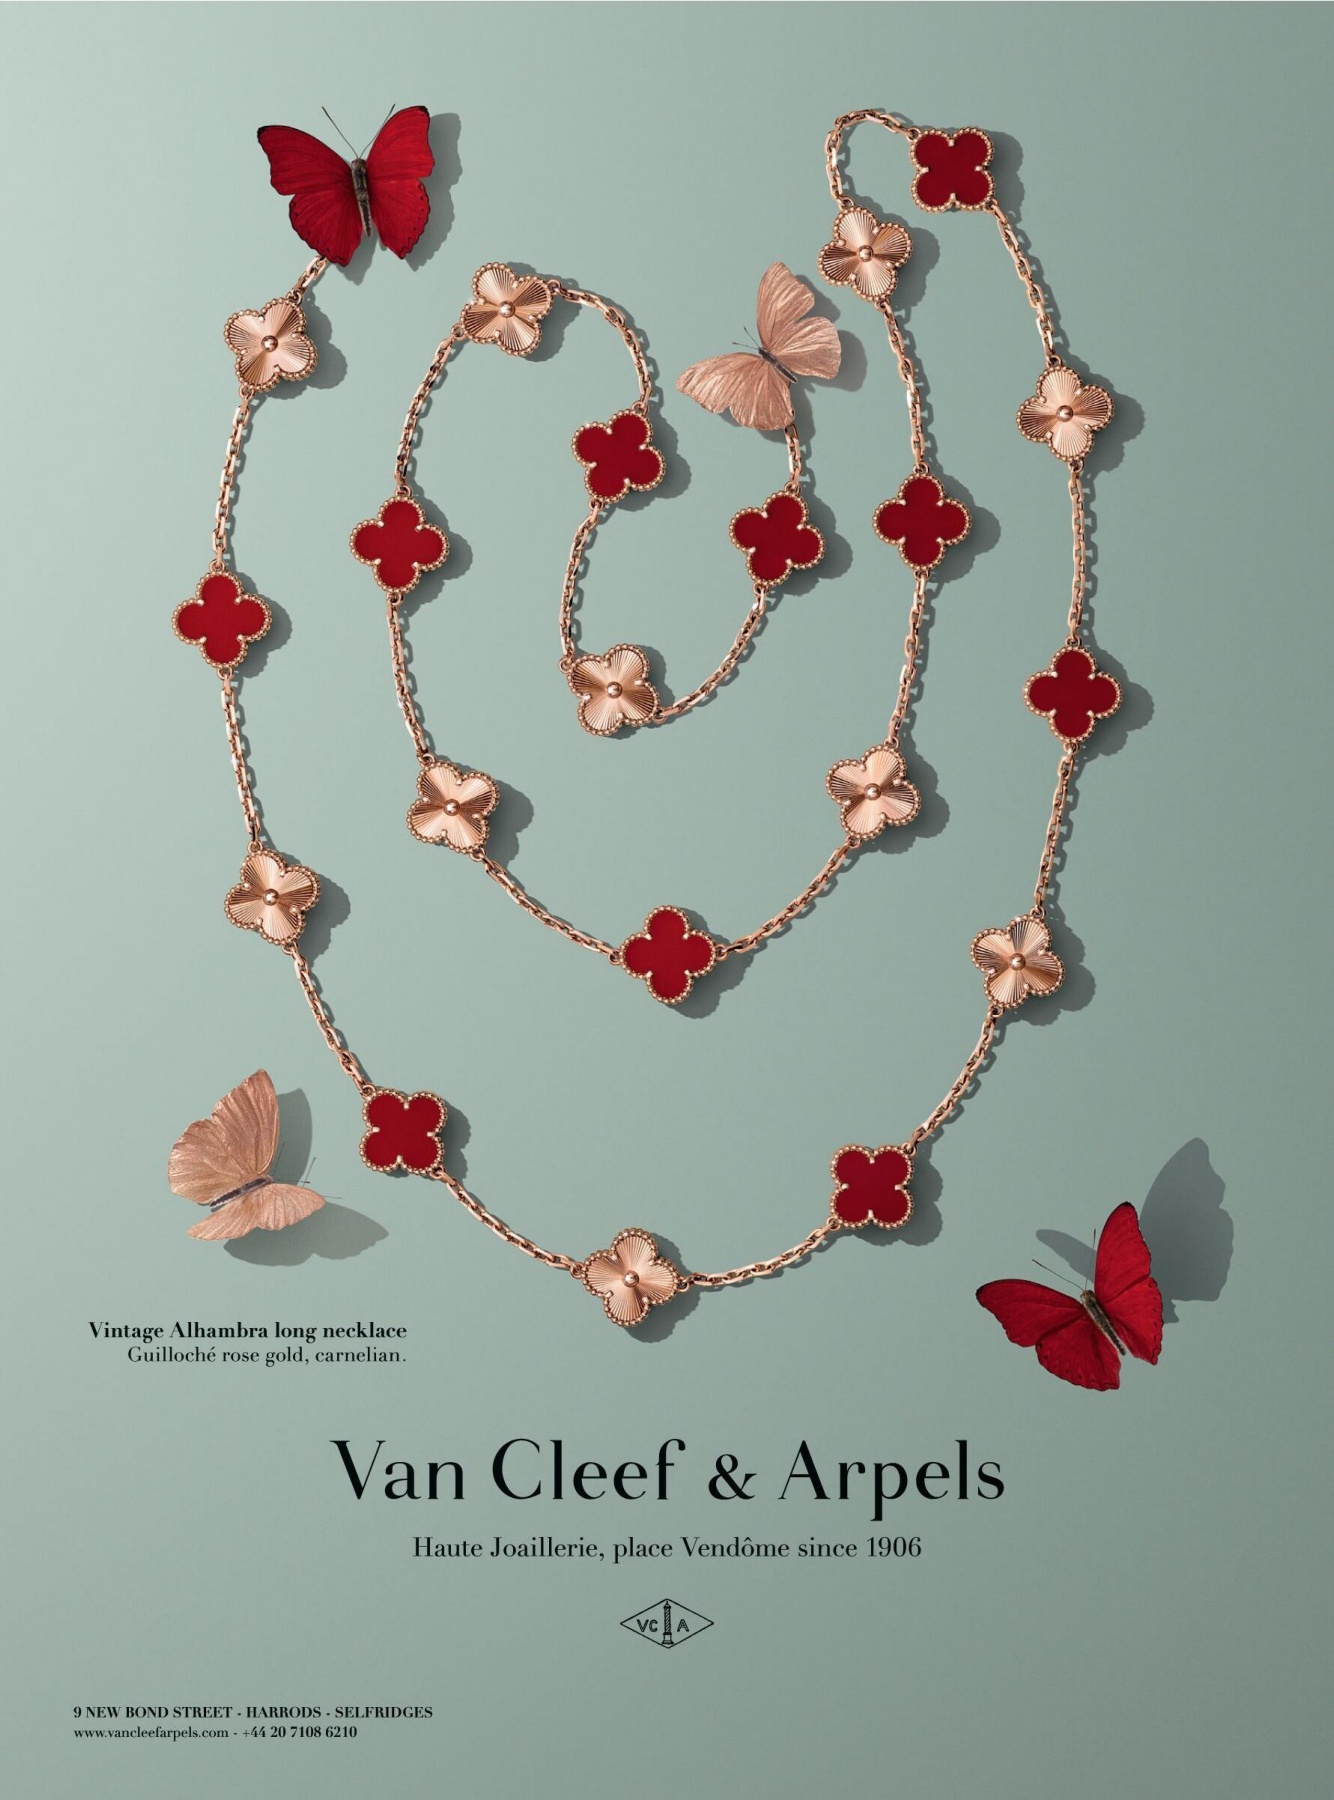 Vintage Alhambra long necklace
Guilloché rose gold, carnelian.
Van Cleef & Arpels
Haute Joaillerie, place Vendôme since 1906
VC A
9 NEW BOND STREET - HARRODS - SELFRIDGES
www.vancleefarpels.com - +44 20 7108 6210